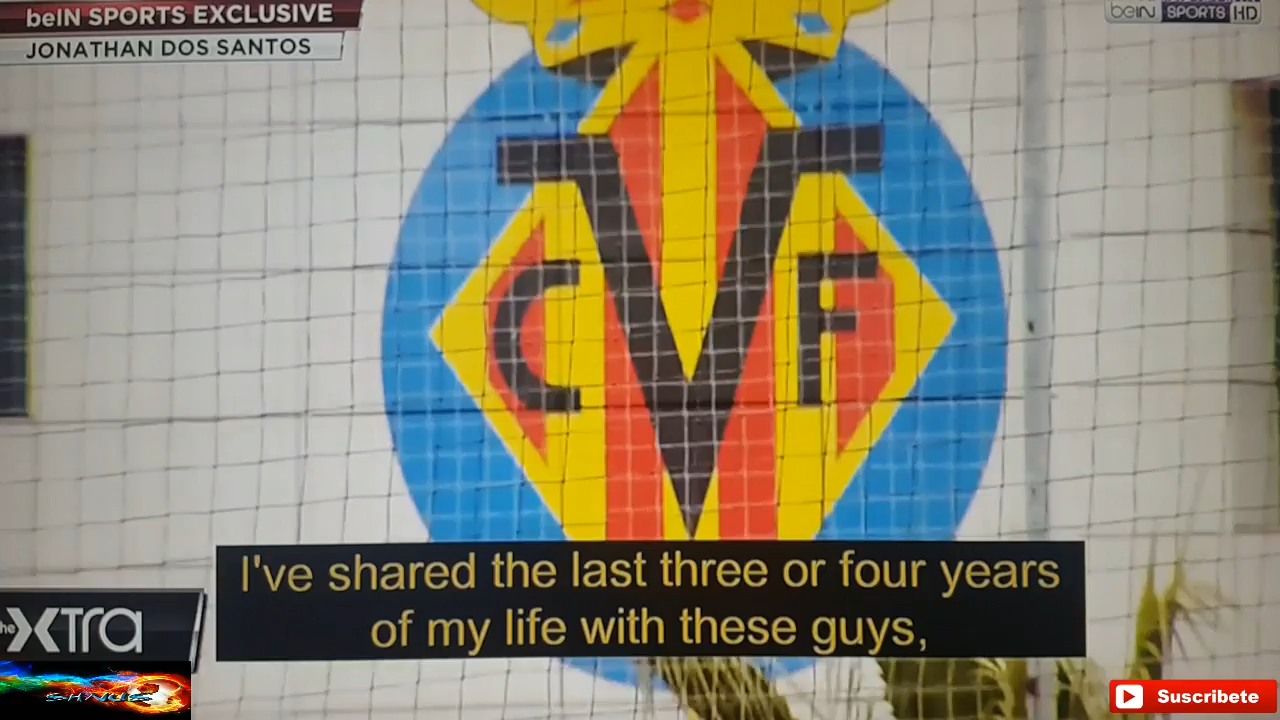 beIN SPORTS EXCLUSIVE
JONATHAN DOS SANTOS
beIN SPORTS HD
C V F
I've shared the last three or four years
of my life with these guys,
the XTRA
Suscribete